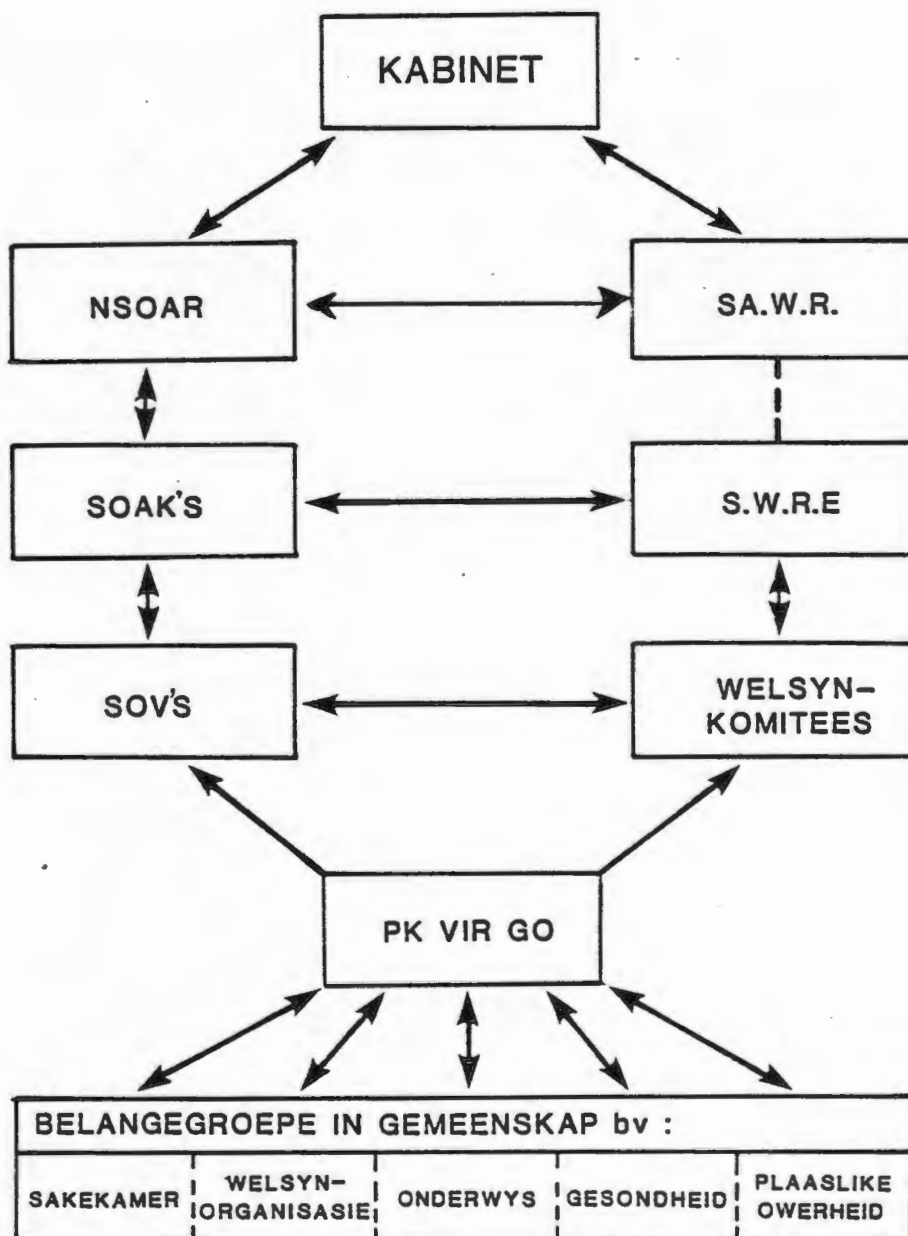 KABINET
NSOAR
SA.W.R.
SOAK'S
S.W.R.E
SOV'S
WELSYN-
KOMITEES
PK VIR GO
BELANGEGROEPE IN GEMEENSKAP bv :
SAKEKAMER
WELSYN-
ORGANISASIE
ONDERWYS
GESONDHEID
PLAASLIKE
OWERHEID